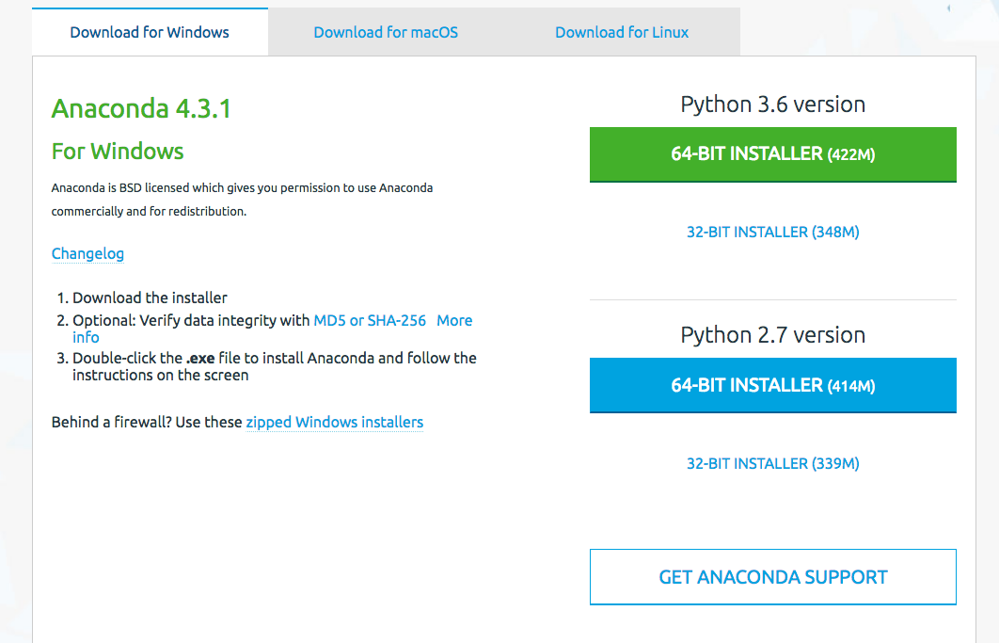 Download for Windows
Download for macOS
Download for Linux
Anaconda 4.3.1
For Windows
Anaconda is BSD licensed which gives you permission to use Anaconda
commercially and for redistribution.
Changelog
1. Download the installer
2. Optional: Verify data integrity with MD5 or SHA-256 More
info
3. Double-click the .exe file to install Anaconda and follow the
instructions on the screen
Behind a firewall? Use these zipped Windows installers
Python 3.6 version
64-BIT INSTALLER (422M)
32-BIT INSTALLER (348M)
Python 2.7 version
64-BIT INSTALLER (414M)
32-BIT INSTALLER (339M)
GET ANACONDA SUPPORT